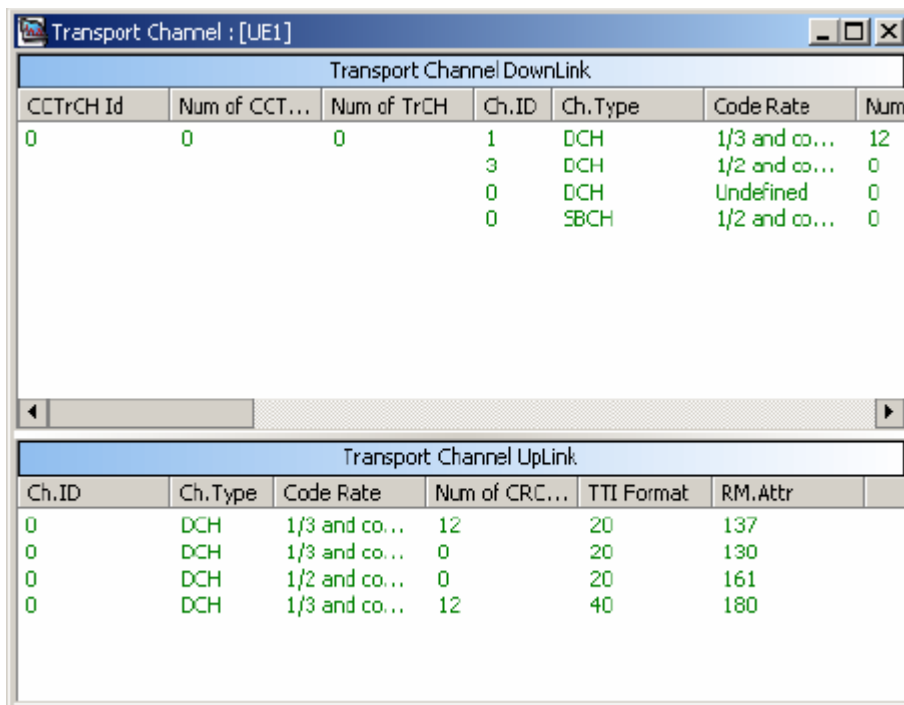 Transport Channel : [UE1]
Transport Channel DownLink
CCTrCH Id Num of CCT... Num of TrCH Ch.ID Ch.Type Code Rate Num
0 0 0 1 DCH 1/3 and co... 12
3 DCH 1/2 and co... 0
0 DCH Undefined 0
0 SBCH 1/2 and co... 0
Transport Channel UpLink
Ch.ID Ch.Type Code Rate Num of CRC... TTI Format RM.Attr
0 DCH 1/3 and co... 12 20 137
0 DCH 1/3 and co... 0 20 130
0 DCH 1/2 and co... 0 20 161
0 DCH 1/3 and co... 12 40 180